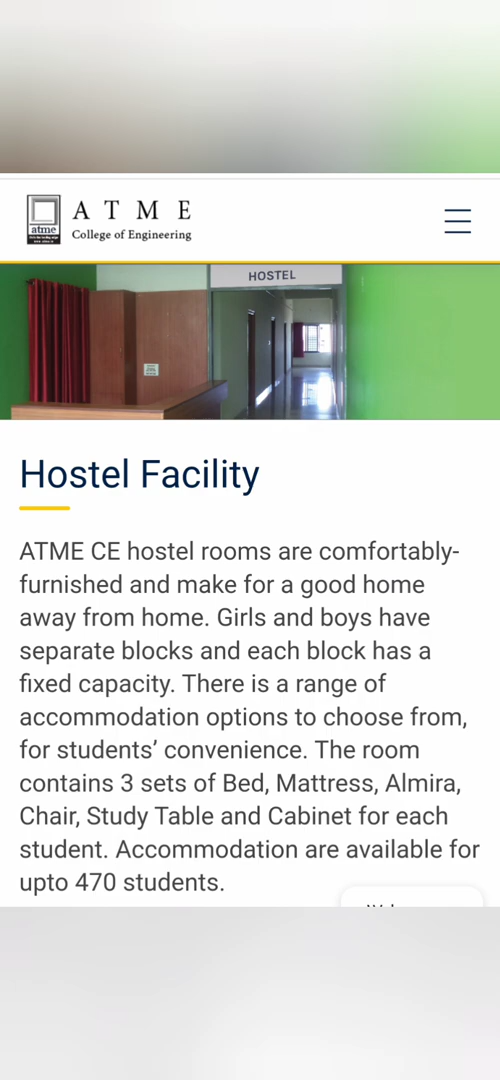 atme
A T M E
College of Engineering
HOSTEL
Hostel Facility
ATME CE hostel rooms are comfortably-
furnished and make for a good home
away from home. Girls and boys have
separate blocks and each block has a
fixed capacity. There is a range of
accommodation options to choose from,
for students’ convenience. The room
contains 3 sets of Bed, Mattress, Almira,
Chair, Study Table and Cabinet for each
student. Accommodation are available for
upto 470 students.